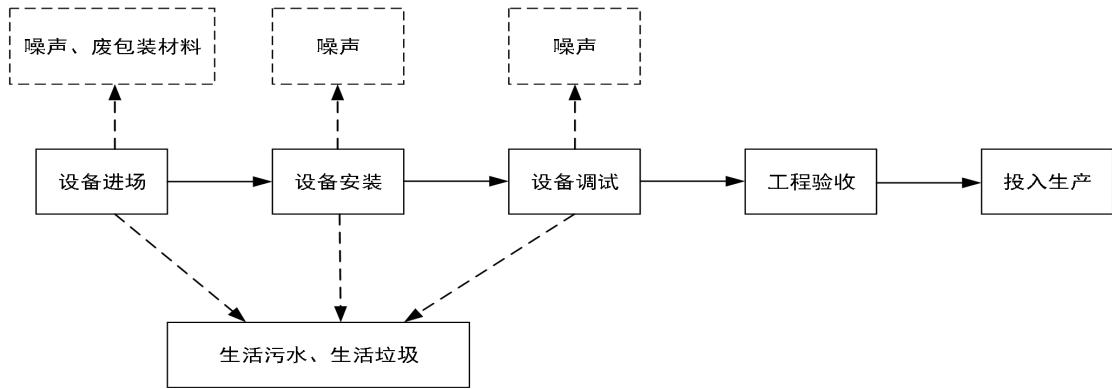 噪声、废包装材料
噪声
噪声
设备进场
设备安装
设备调试
工程验收
投入生产
生活污水、生活垃圾